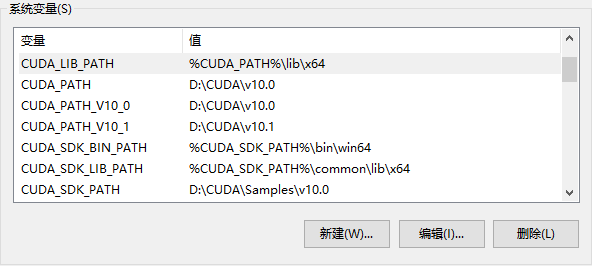 系统变量(S)
变量 值
CUDA_LIB_PATH %CUDA_PATH%\lib\x64
CUDA_PATH D:\CUDA\v10.0
CUDA_PATH_V10_0 D:\CUDA\v10.0
CUDA_PATH_V10_1 D:\CUDA\v10.1
CUDA_SDK_BIN_PATH %CUDA_SDK_PATH%\bin\win64
CUDA_SDK_LIB_PATH %CUDA_SDK_PATH%\common\lib\x64
CUDA_SDK_PATH D:\CUDA\Samples\v10.0
新建(W)... 编辑(I)... 删除(L)